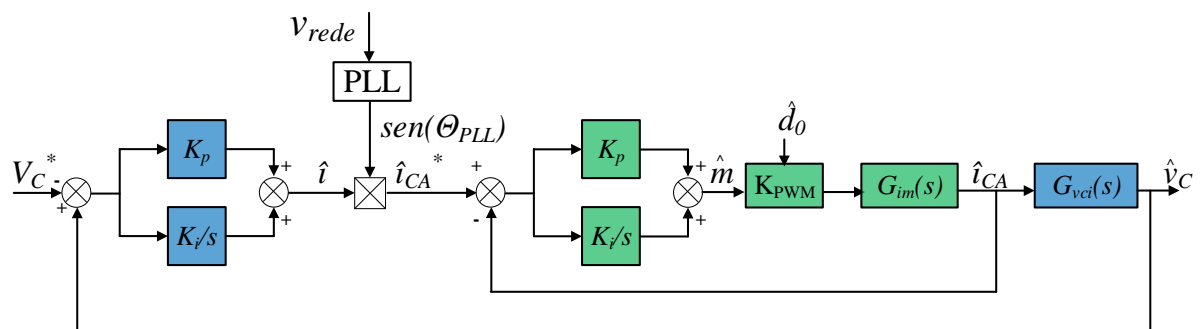 v_rede
PLL
sen(Θ_PLL)
V_C^*
-
+
K_p
K_i/s
+
+
î
î_CA^*
+
-
K_p
K_i/s
+
+
m̂
d̂_0
K_PWM
G_im(s)
î_CA
G_vci(s)
v̂_C